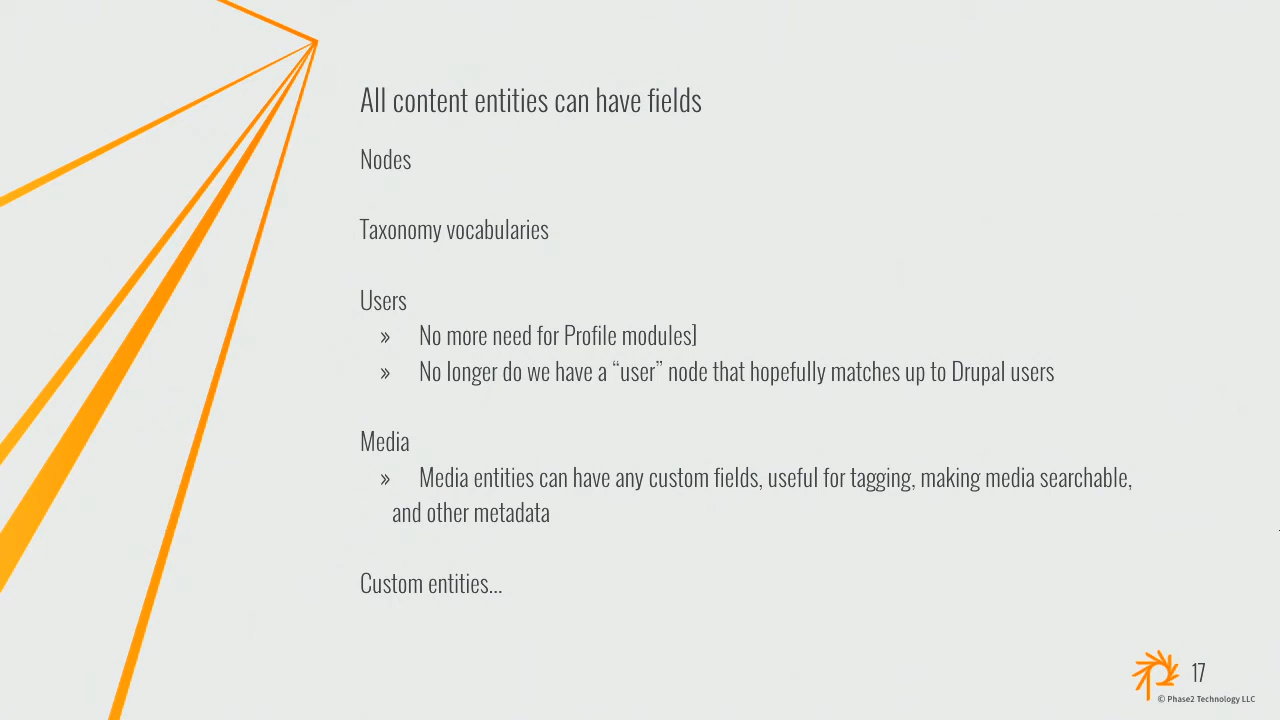 All content entities can have fields
Nodes
Taxonomy vocabularies
Users
» No more need for Profile modules]
» No longer do we have a “user” node that hopefully matches up to Drupal users
Media
» Media entities can have any custom fields, useful for tagging, making media searchable,
and other metadata
Custom entities...
17
© Phase2 Technology LLC